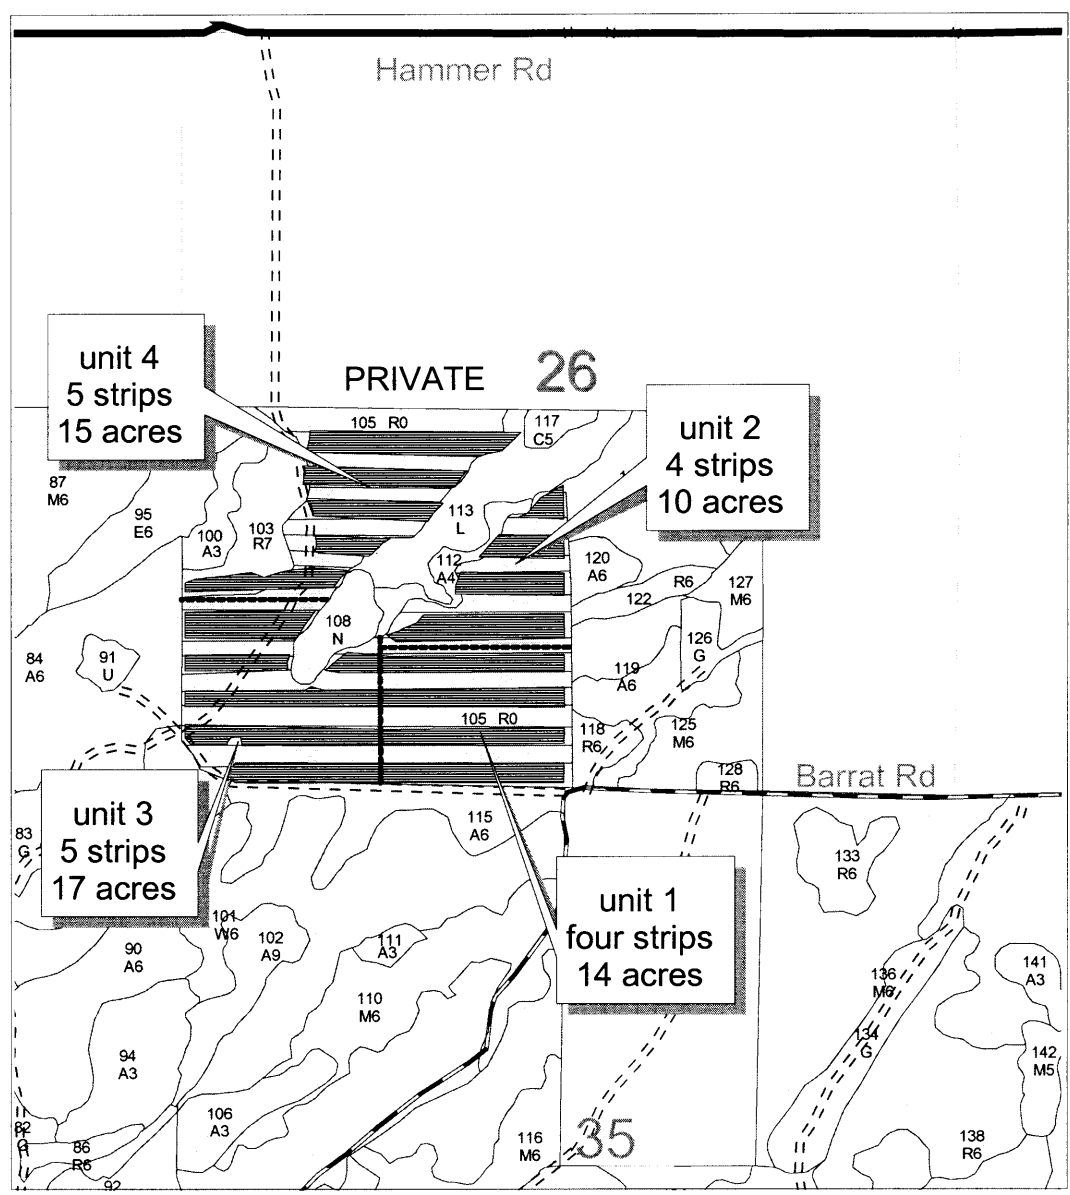 Hammer Rd
unit 4
5 strips
15 acres
PRIVATE
26
unit 2
4 strips
10 acres
105 R0
117
C5
87
M6
95
E6
100
A3
103
R7
113
L
112
A4
120
A6
R6
122
127
M6
108
N
126
G
84
A6
91
U
119
A6
105 R0
118
R6
125
M6
128
R6
Barrat Rd
unit 3
5 strips
17 acres
83
G
115
A6
133
R6
unit 1
four strips
14 acres
101
W6
102
A9
111
A3
90
A6
110
M6
136
M6
141
A3
94
A3
134
G
142
M5
106
A3
82
G
86
R6
116
M6
35
138
R6
92